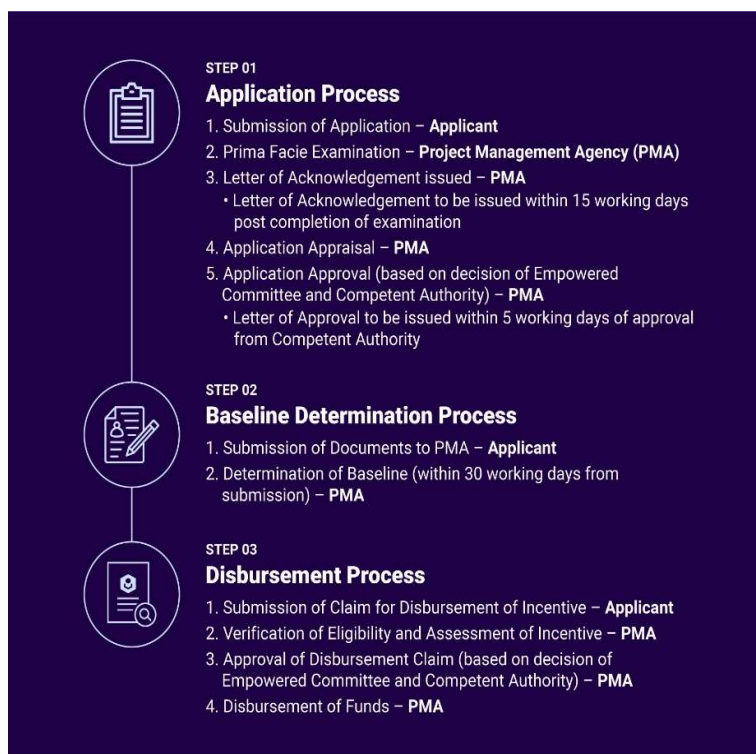 STEP 01
Application Process
1. Submission of Application – Applicant
2. Prima Facie Examination – Project Management Agency (PMA)
3. Letter of Acknowledgement issued – PMA
• Letter of Acknowledgement to be issued within 15 working days
post completion of examination
4. Application Appraisal – PMA
5. Application Approval (based on decision of Empowered
Committee and Competent Authority) – PMA
• Letter of Approval to be issued within 5 working days of approval
from Competent Authority
STEP 02
Baseline Determination Process
1. Submission of Documents to PMA – Applicant
2. Determination of Baseline (within 30 working days from
submission) – PMA
STEP 03
Disbursement Process
1. Submission of Claim for Disbursement of Incentive – Applicant
2. Verification of Eligibility and Assessment of Incentive – PMA
3. Approval of Disbursement Claim (based on decision of
Empowered Committee and Competent Authority) – PMA
4. Disbursement of Funds – PMA